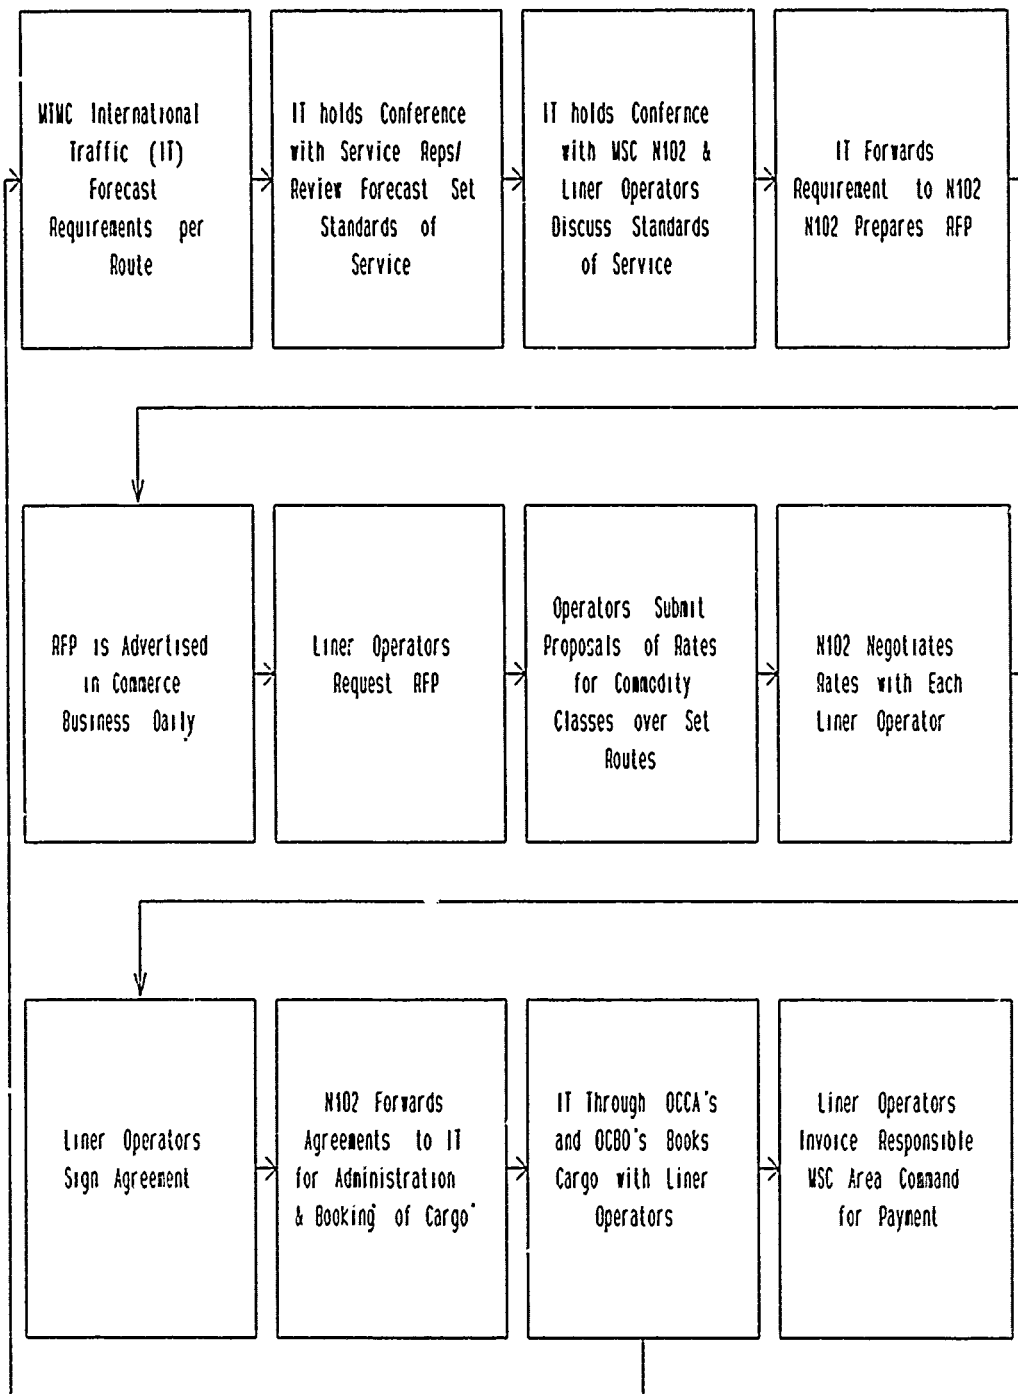 MTMC International
Traffic (IT)
Forecast
Requirements per
Route
IT holds Conference
with Service Reps/
Review Forecast Set
Standards of
Service
IT holds Confernce
with MSC N102 &
Liner Operators
Discuss Standards
of Service
IT Forwards
Requirement to N102
N102 Prepares RFP
RFP is Advertised
in Commerce
Business Daily
Liner Operators
Request RFP
Operators Submit
Proposals of Rates
for Commodity
Classes over Set
Routes
N102 Negotiates
Rates with Each
Liner Operator
Liner Operators
Sign Agreement
N102 Forwards
Agreements to IT
for Administration
& Booking of Cargo
IT Through OCCA's
and OCBO's Books
Cargo with Liner
Operators
Liner Operators
Invoice Responsible
MSC Area Command
for Payment